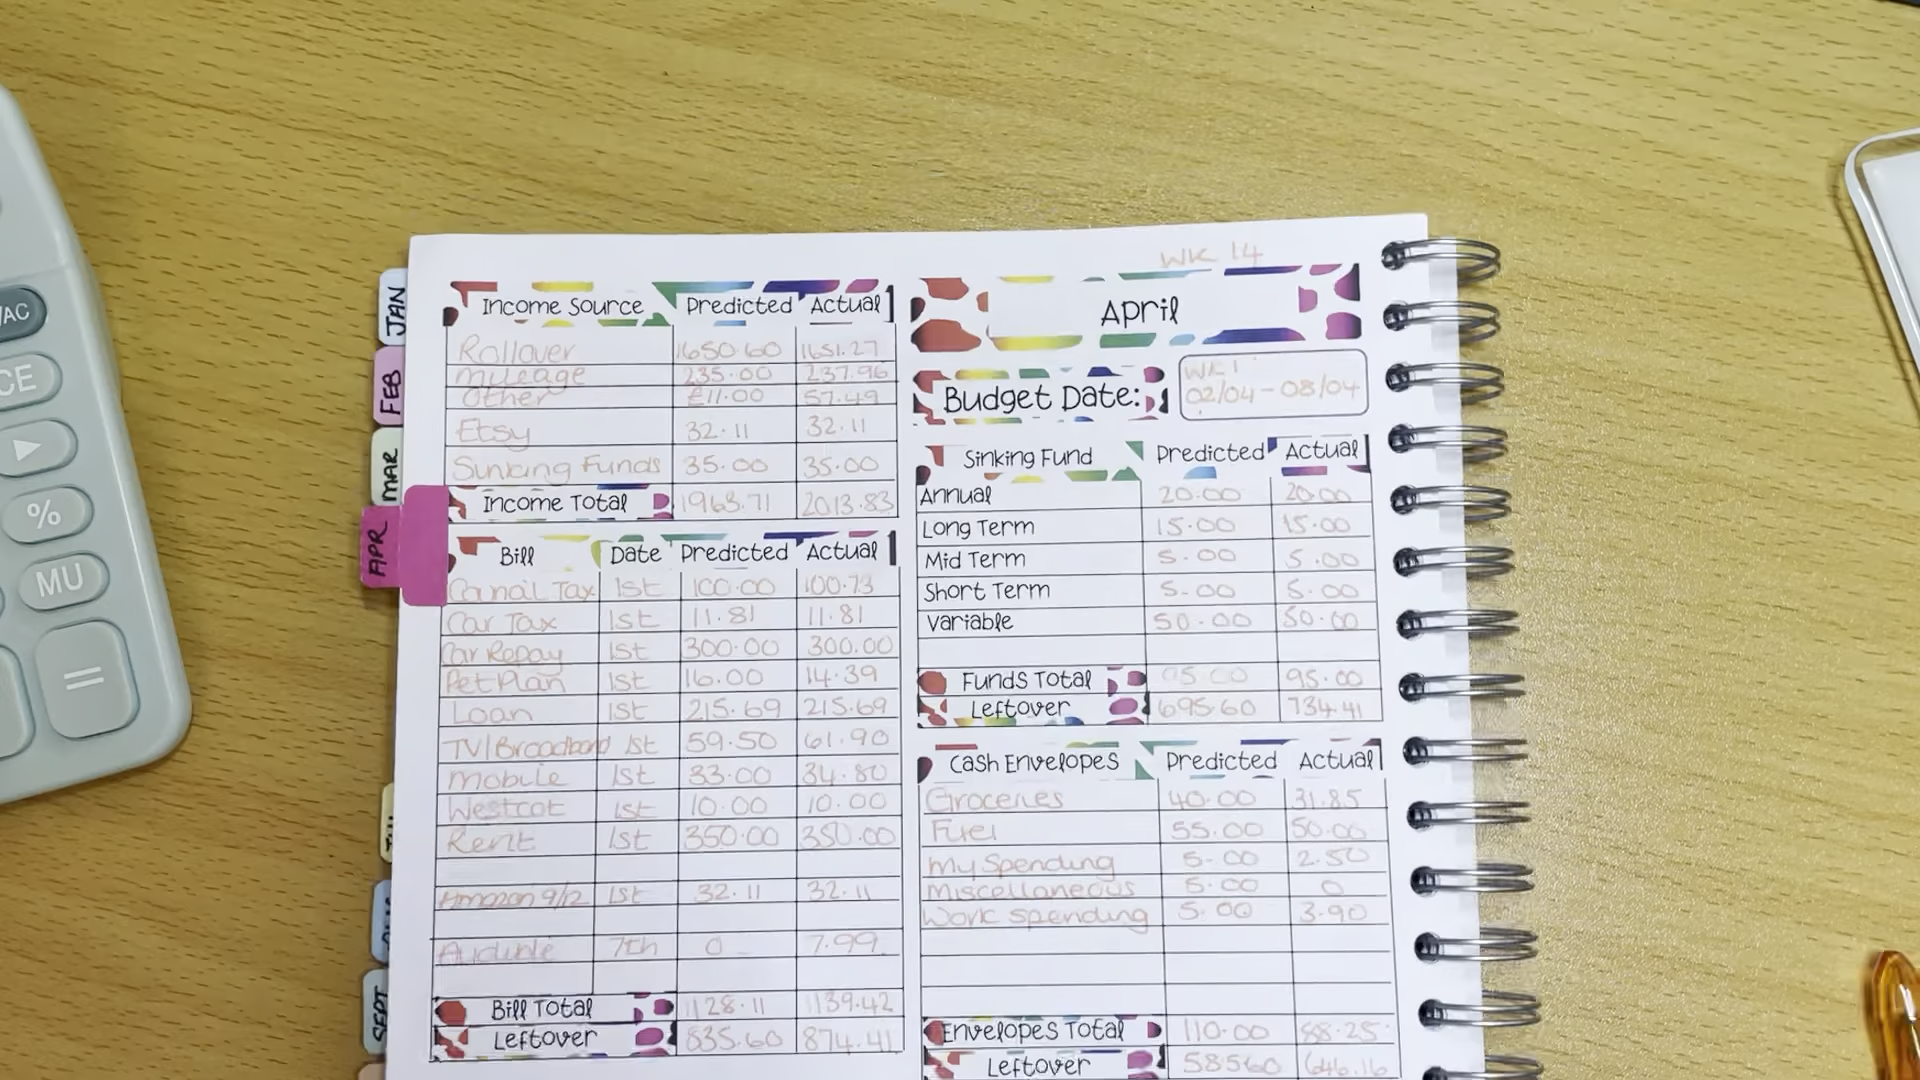 WK 14
Income Source Predicted Actual
Rollover 1650.60 1651.27
Mileage 235.00 237.96
Other £11.00 57.49
Etsy 32.11 32.11
Sinking Funds 35.00 35.00
Income Total 1963.71 2013.83
Bill Date Predicted Actual
Council Tax 1st 100.00 100.73
Car Tax 1st 11.81 11.81
Car Repay 1st 300.00 300.00
PetPlan 1st 16.00 14.39
Loan 1st 215.69 215.69
TV/Broadband 1st 59.50 61.90
Mobile 1st 33.00 34.80
Westcot 1st 10.00 10.00
Rent 1st 350.00 350.00
Amazon 9/12 1st 32.11 32.11
Audible 7th 0 7.99
Bill Total 1128.11 1139.42
Leftover 835.60 874.41
April
Budget Date: WK1
02/04-08/04
Sinking Fund Predicted Actual
Annual 20.00 20.00
Long Term 15.00 15.00
Mid Term 5.00 5.00
Short Term 5.00 5.00
Variable 50.00 50.00
Funds Total 95.00 95.00
Leftover 695.60 734.41
Cash Envelopes Predicted Actual
Groceries 40.00 31.85
Fuel 55.00 50.00
My Spending 5.00 2.50
Miscellaneous 5.00 0
Work Spending 5.00 3.90
Envelopes Total 110.00 88.25
Leftover 585.60 646.16
JAN
FEB
MAR
APR
SEPT
AC
CE
%
MU
=